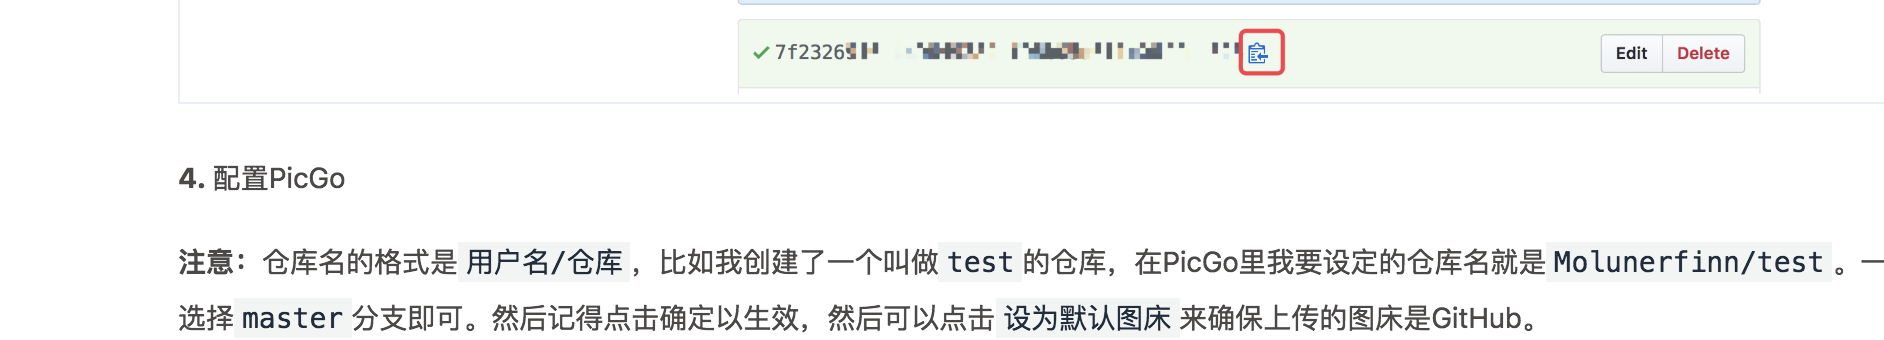 7f2326 Edit Delete
4. 配置PicGo
注意：仓库名的格式是 用户名/仓库 ，比如我创建了一个叫做 test 的仓库，在PicGo里我要设定的仓库名就是 Molunerfinn/test 。一
选择 master 分支即可。然后记得点击确定以生效，然后可以点击 设为默认图床 来确保上传的图床是GitHub。